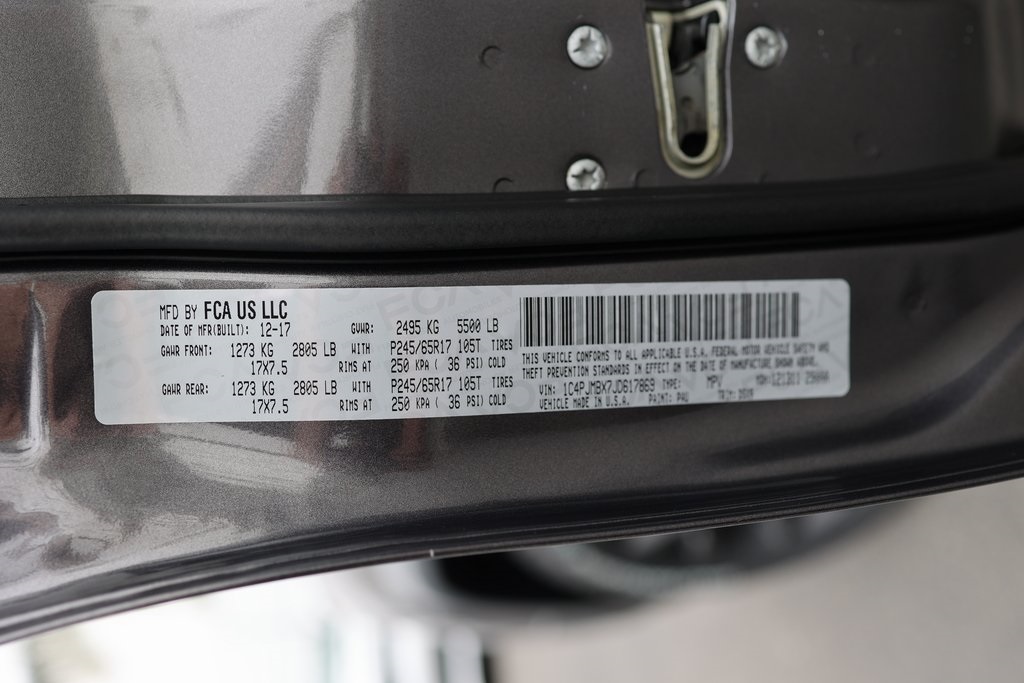 MFD BY FCA US LLC
DATE OF MFR(BUILT): 12-17 GVWR: 2495 KG 5500 LB
GAWR FRONT: 1273 KG 2805 LB WITH P245/65R17 105T TIRES
17X7.5 RIMS AT 250 KPA ( 36 PSI) COLD
GAWR REAR: 1273 KG 2805 LB WITH P245/65R17 105T TIRES
17X7.5 RIMS AT 250 KPA ( 36 PSI) COLD
THIS VEHICLE CONFORMS TO ALL APPLICABLE U.S.A. FEDERAL MOTOR VEHICLE SAFETY AND
THEFT PREVENTION STANDARDS IN EFFECT ON THE DATE OF MANUFACTURE SHOWN ABOVE.
VIN: 1C4PJMBX7JD617869 TYPE: MPV MDH:
VEHICLE MADE IN U.S.A. PAINT: PAU TRIM: